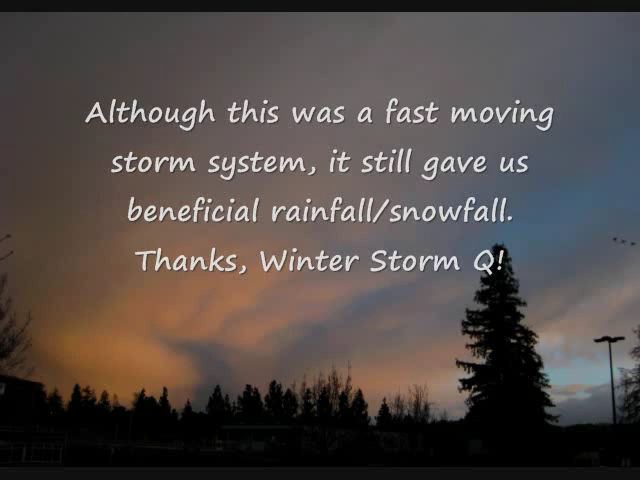 Although this was a fast moving
storm system, it still gave us
beneficial rainfall/snowfall.
Thanks, Winter Storm Q!